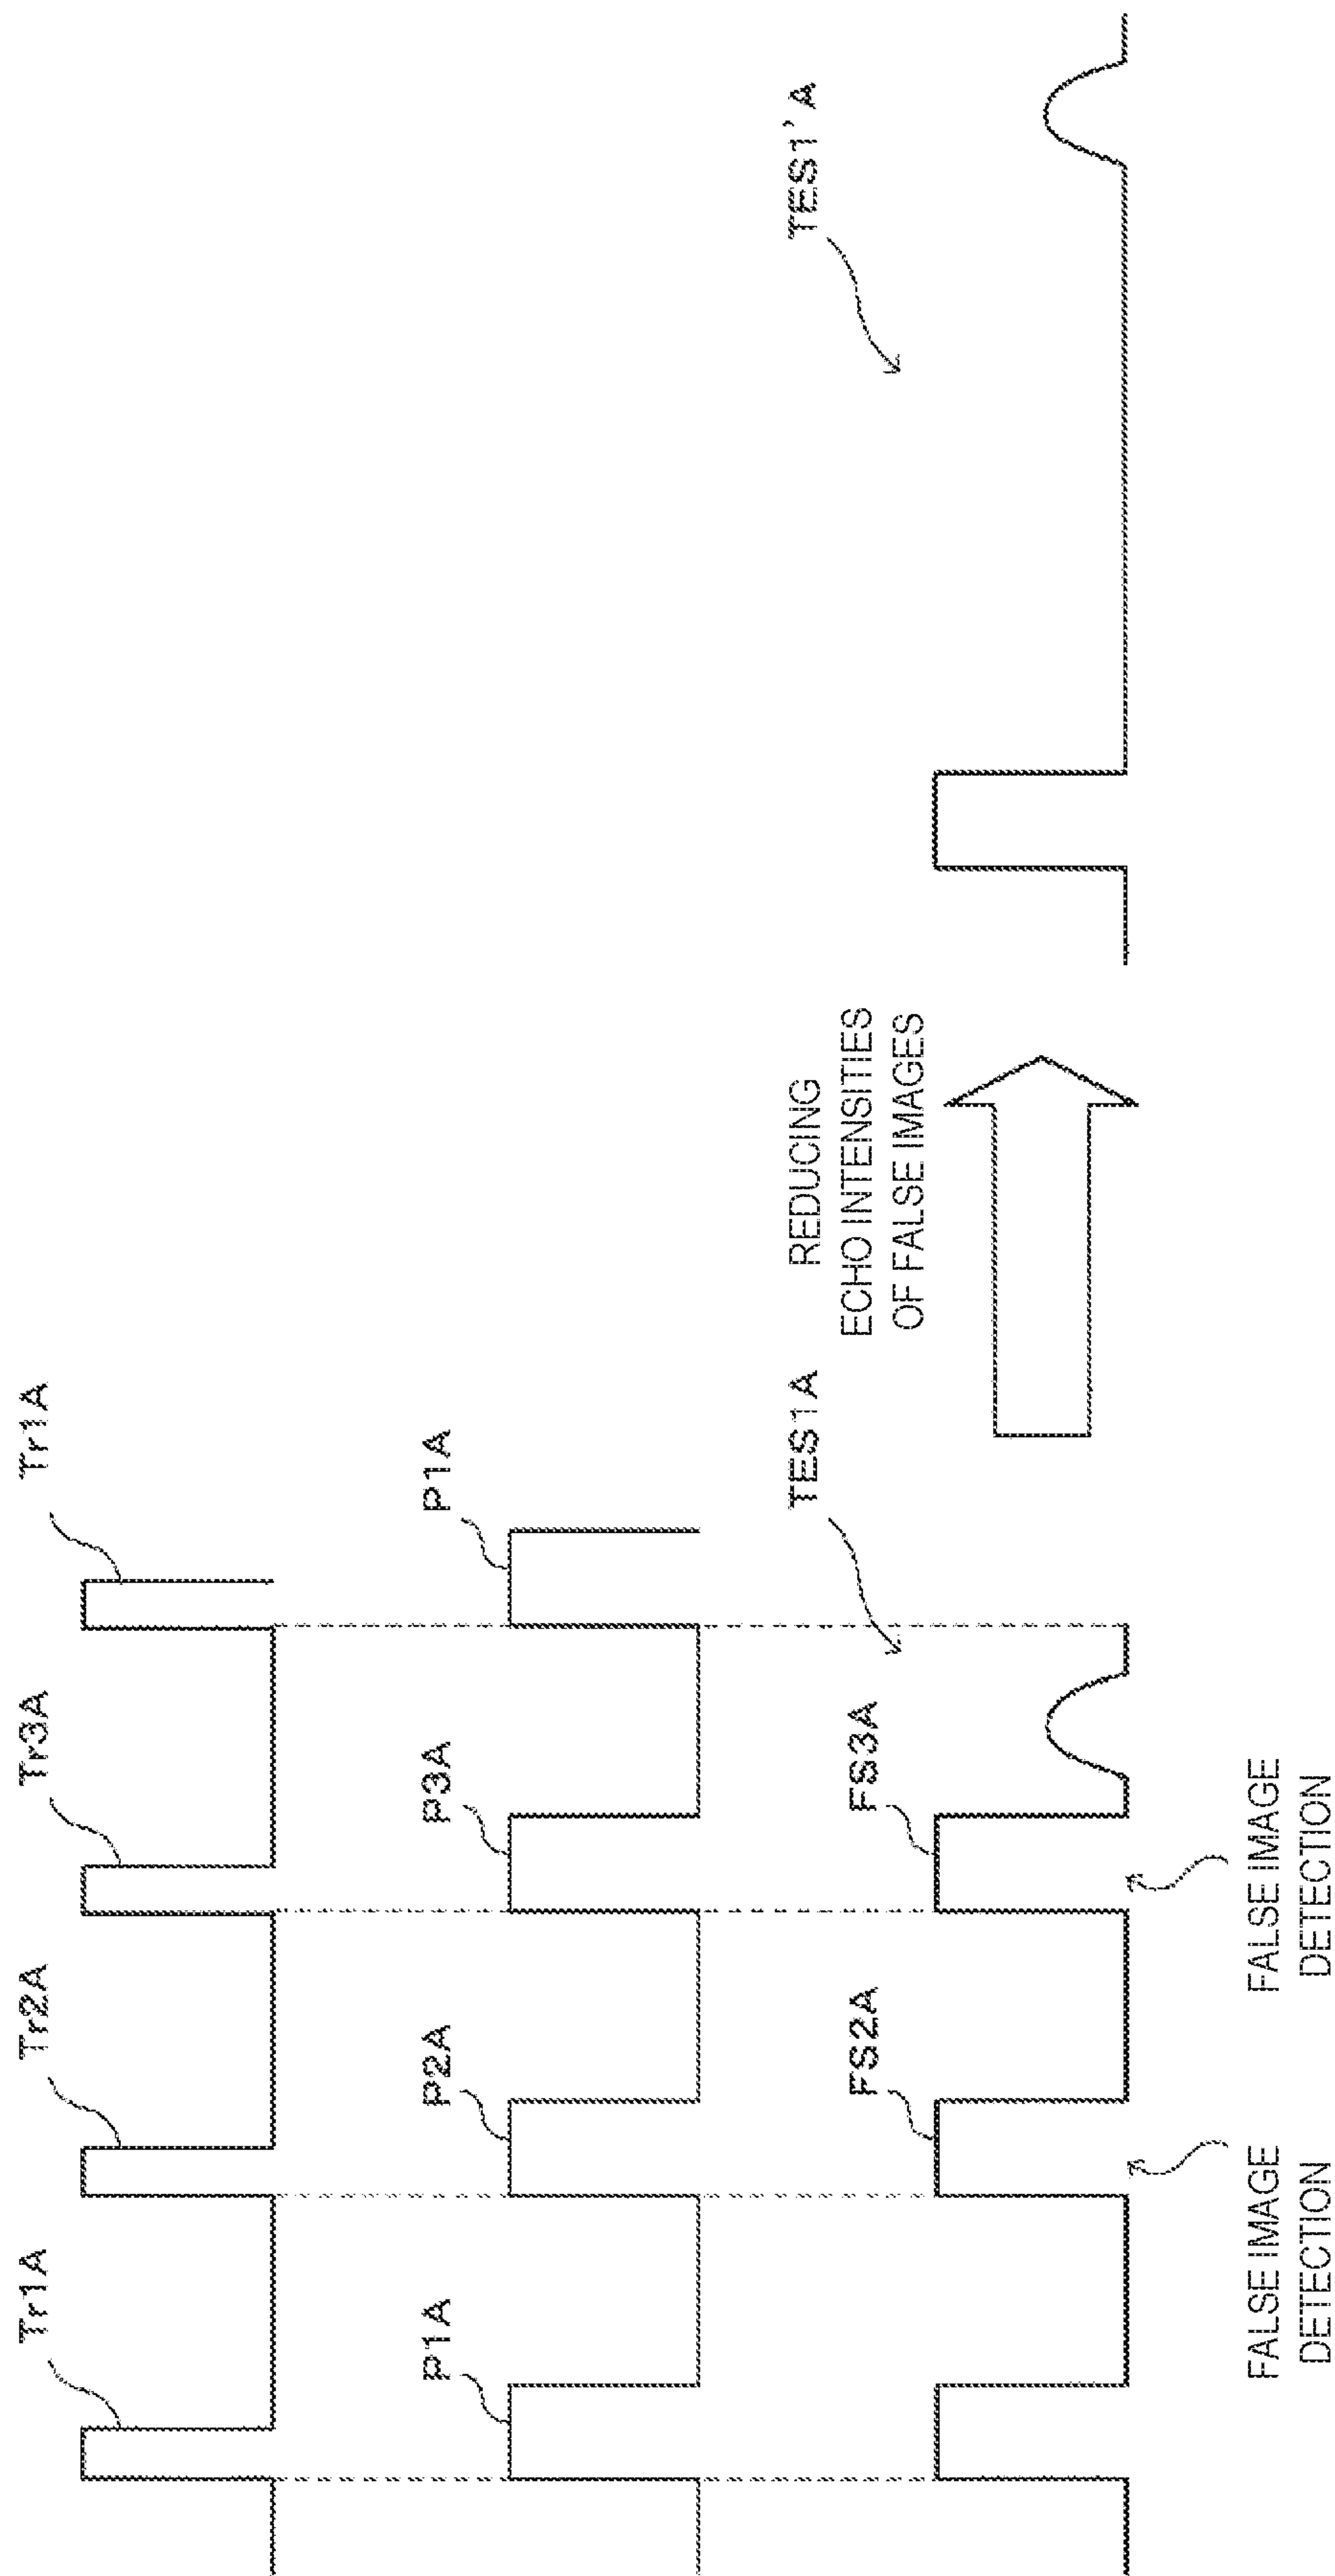 Tr1A
Tr2A
Tr3A
Tr1A
P1A
P2A
P3A
P1A
TES1A
REDUCING
ECHO INTENSITIES
OF FALSE IMAGES
TES1'A
FS2A
FS3A
FALSE IMAGE
DETECTION
FALSE IMAGE
DETECTION